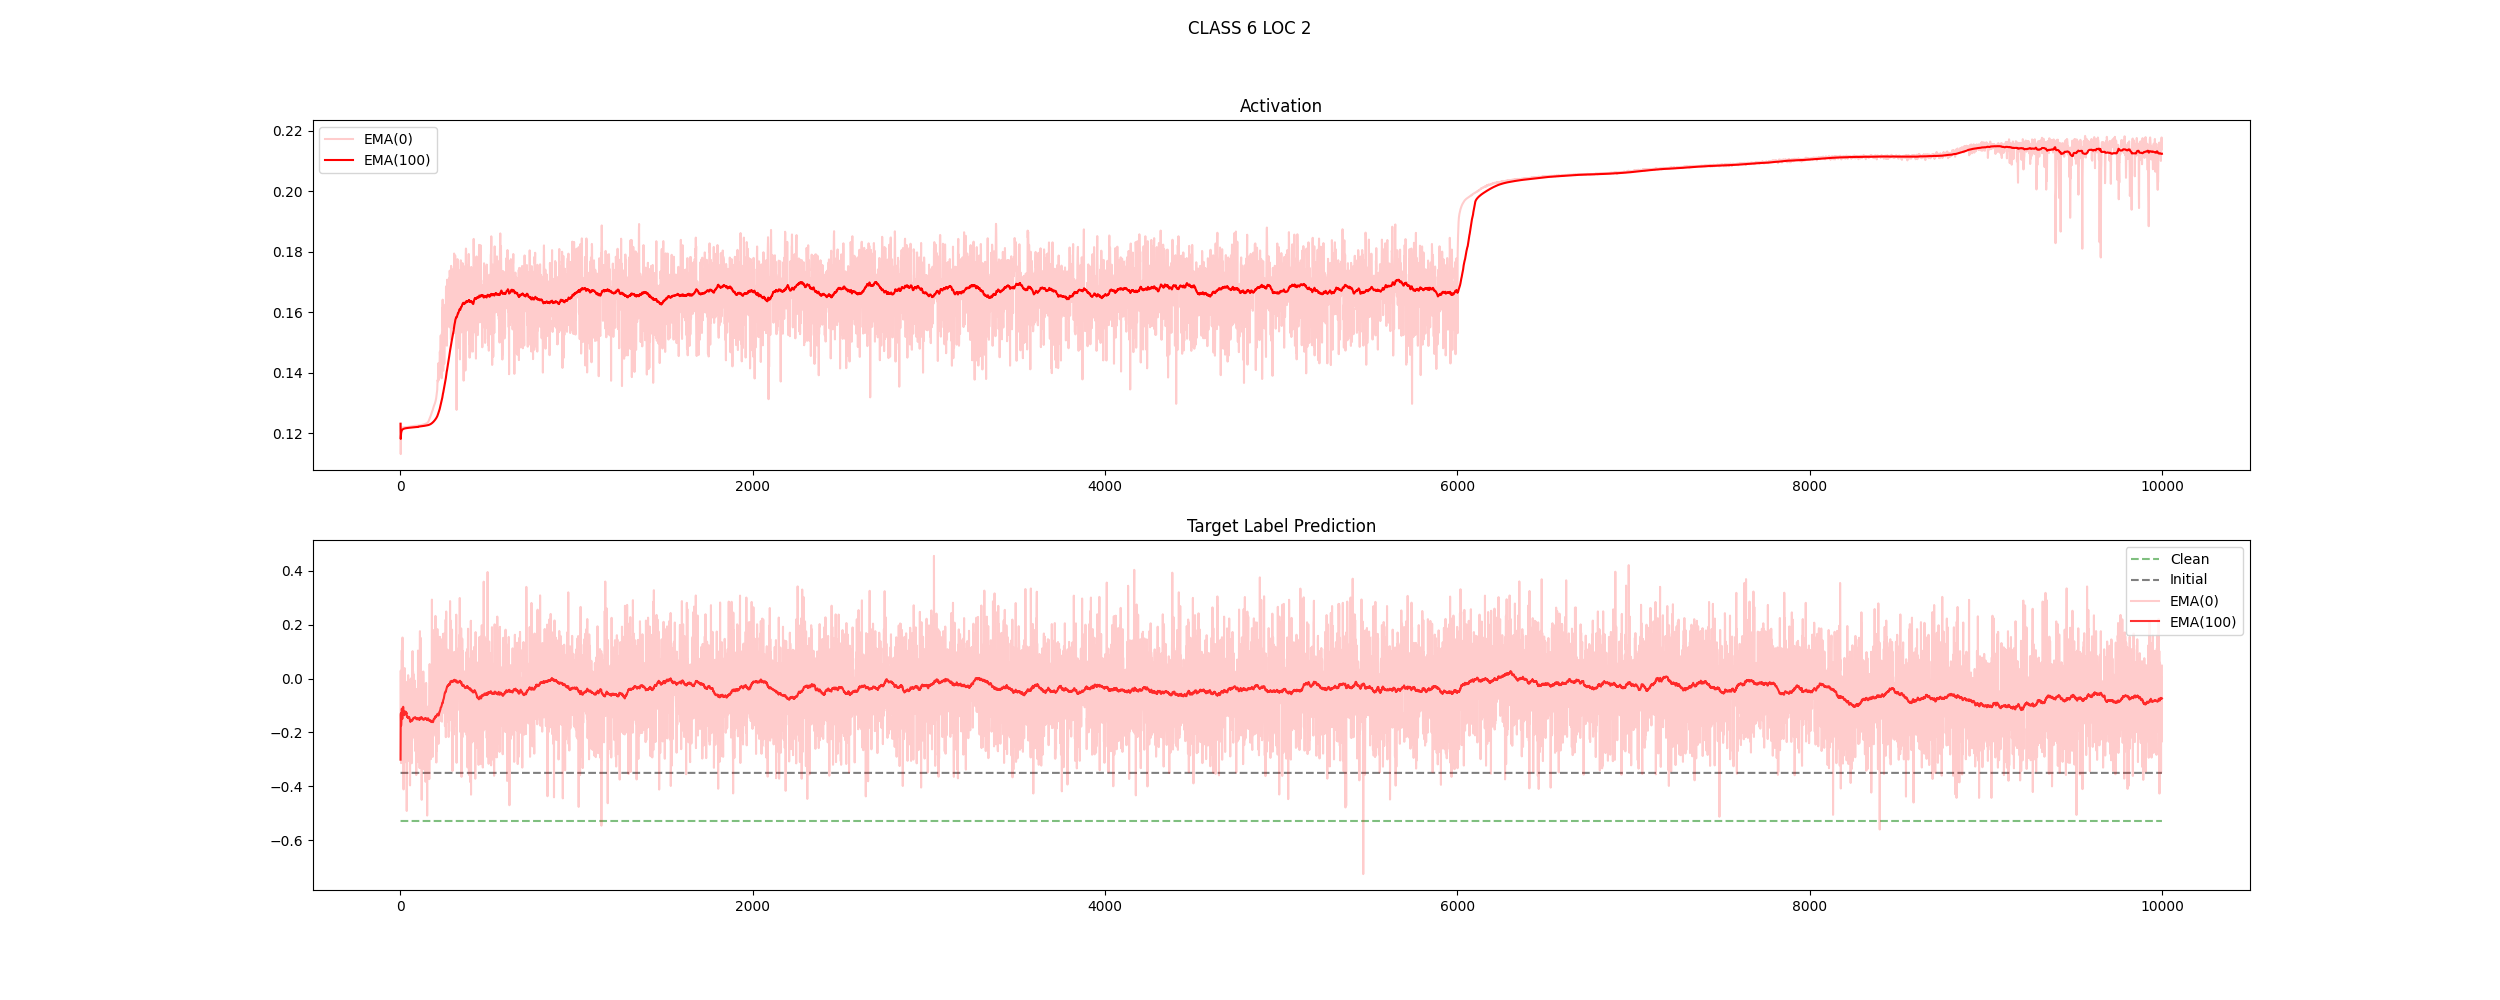 CLASS 6 LOC 2
Activation
EMA(0)
EMA(100)
0.22
0.20
0.18
0.16
0.14
0.12
0
2000
4000
6000
8000
10000
Target Label Prediction
Clean
Initial
EMA(0)
EMA(100)
0.4
0.2
0.0
−0.2
−0.4
−0.6
0
2000
4000
6000
8000
10000